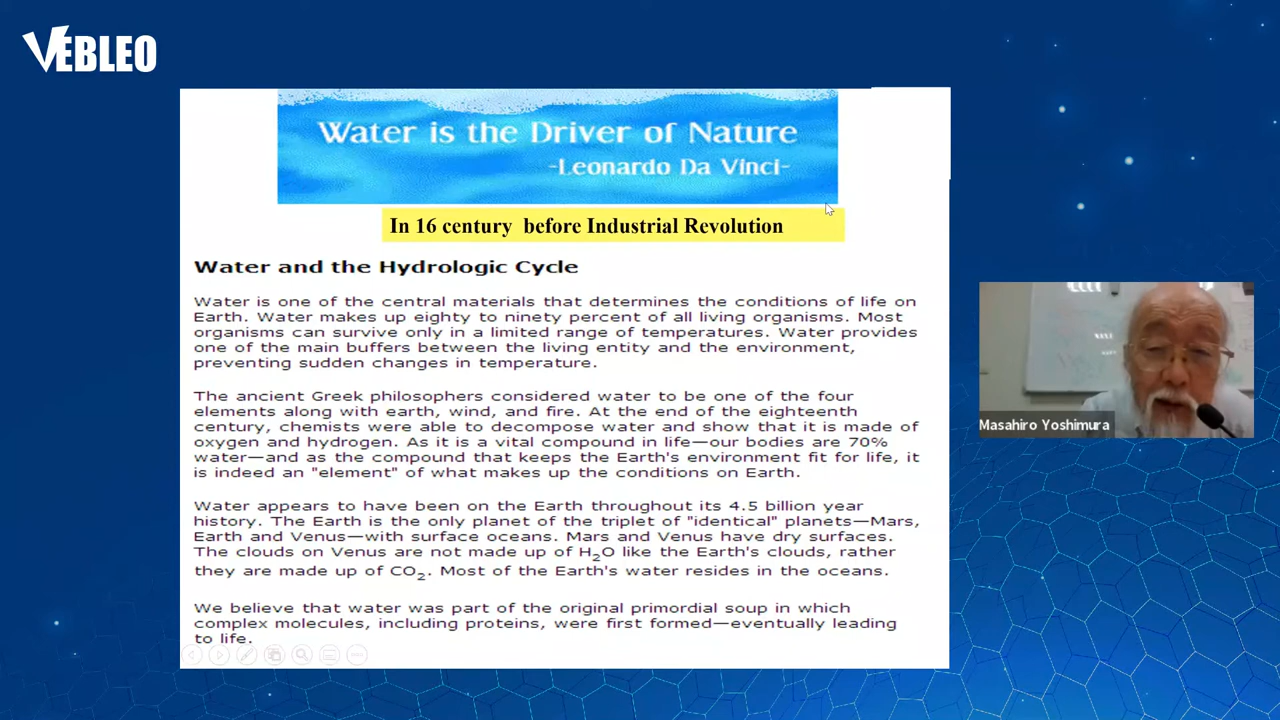 VEBLEO
Water is the Driver of Nature
-Leonardo Da Vinci-
In 16 century before Industrial Revolution
Water and the Hydrologic Cycle
Water is one of the central materials that determines the conditions of life on
Earth. Water makes up eighty to ninety percent of all living organisms. Most
organisms can survive only in a limited range of temperatures. Water provides
one of the main buffers between the living entity and the environment,
preventing sudden changes in temperature.
The ancient Greek philosophers considered water to be one of the four
elements along with earth, wind, and fire. At the end of the eighteenth
century, chemists were able to decompose water and show that it is made of
oxygen and hydrogen. As it is a vital compound in life—our bodies are 70%
water—and as the compound that keeps the Earth's environment fit for life, it
is indeed an "element" of what makes up the conditions on Earth.
Water appears to have been on the Earth throughout its 4.5 billion year
history. The Earth is the only planet of the triplet of "identical" planets—Mars,
Earth and Venus—with surface oceans. Mars and Venus have dry surfaces.
The clouds on Venus are not made up of H₂O like the Earth's clouds, rather
they are made up of CO₂. Most of the Earth's water resides in the oceans.
We believe that water was part of the original primordial soup in which
complex molecules, including proteins, were first formed—eventually leading
to life.
Masahiro Yoshimura